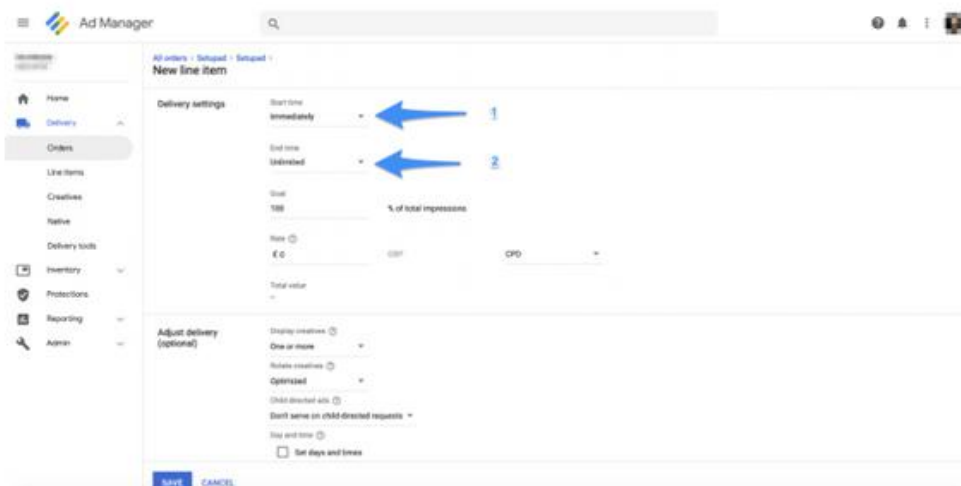 Ad Manager
All orders > Setupad > Setupad >
New line item
Home
Delivery
Orders
Line items
Creatives
Native
Delivery tools
Inventory
Protections
Reporting
Admin
Delivery settings
Start time
Immediately
1
End time
Unlimited
2
Goal
100
% of total impressions
Rate
£ 0
CPD
Total value
–
Adjust delivery
(optional)
Display creatives
One or more
Rotate creatives
Optimized
Child directed ads
Don't serve on child-directed requests
Day and time
Set days and times
SAVE CANCEL